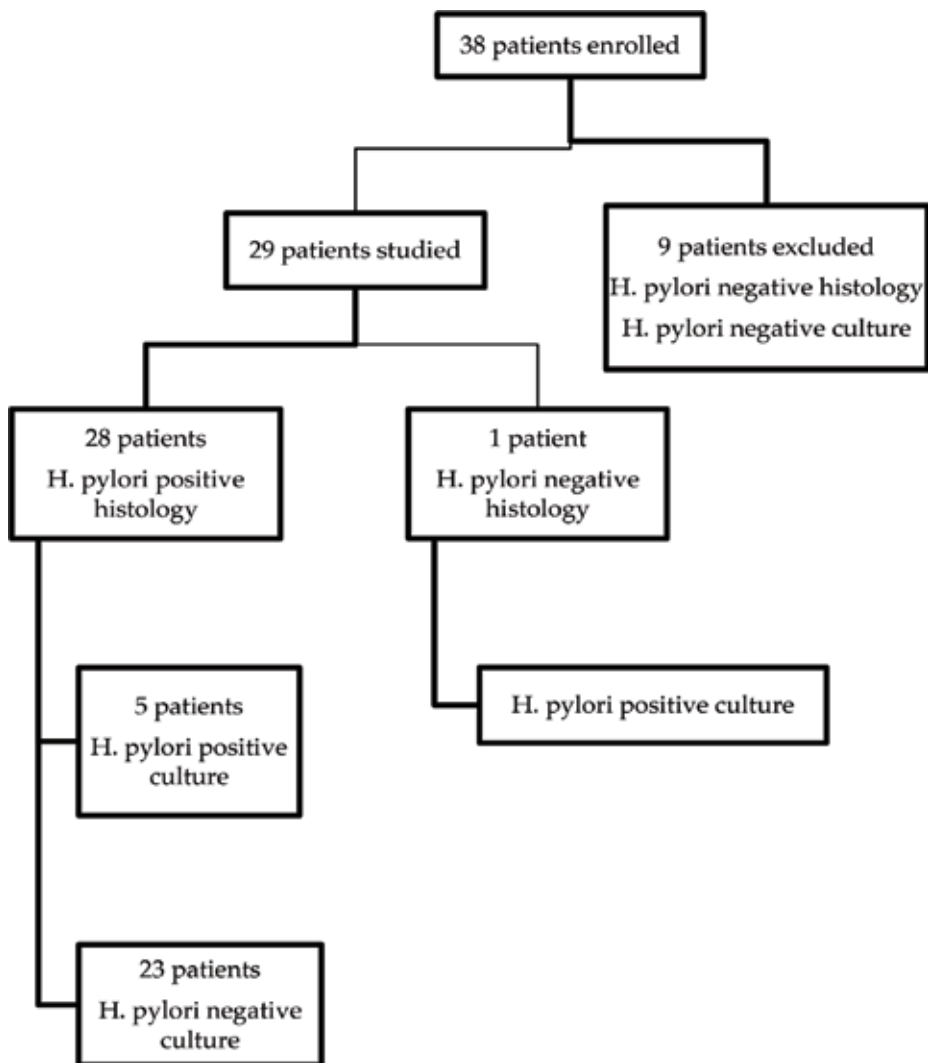 38 patients enrolled
29 patients studied
9 patients excluded
H. pylori negative histology
H. pylori negative culture
28 patients
H. pylori positive
histology
1 patient
H. pylori negative
histology
5 patients
H. pylori positive
culture
H. pylori positive culture
23 patients
H. pylori negative
culture